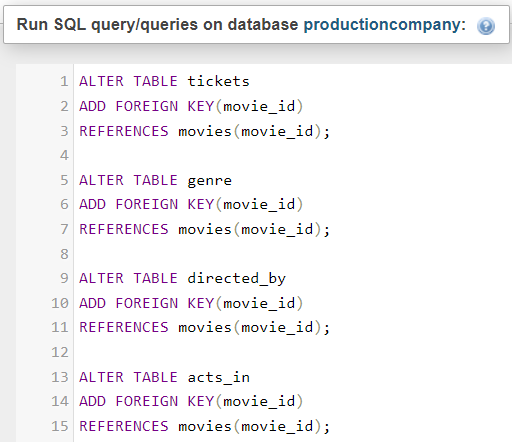 Run SQL query/queries on database productioncompany:
1 ALTER TABLE tickets
2 ADD FOREIGN KEY(movie_id)
3 REFERENCES movies(movie_id);
4
5 ALTER TABLE genre
6 ADD FOREIGN KEY(movie_id)
7 REFERENCES movies(movie_id);
8
9 ALTER TABLE directed_by
10 ADD FOREIGN KEY(movie_id)
11 REFERENCES movies(movie_id);
12
13 ALTER TABLE acts_in
14 ADD FOREIGN KEY(movie_id)
15 REFERENCES movies(movie_id);